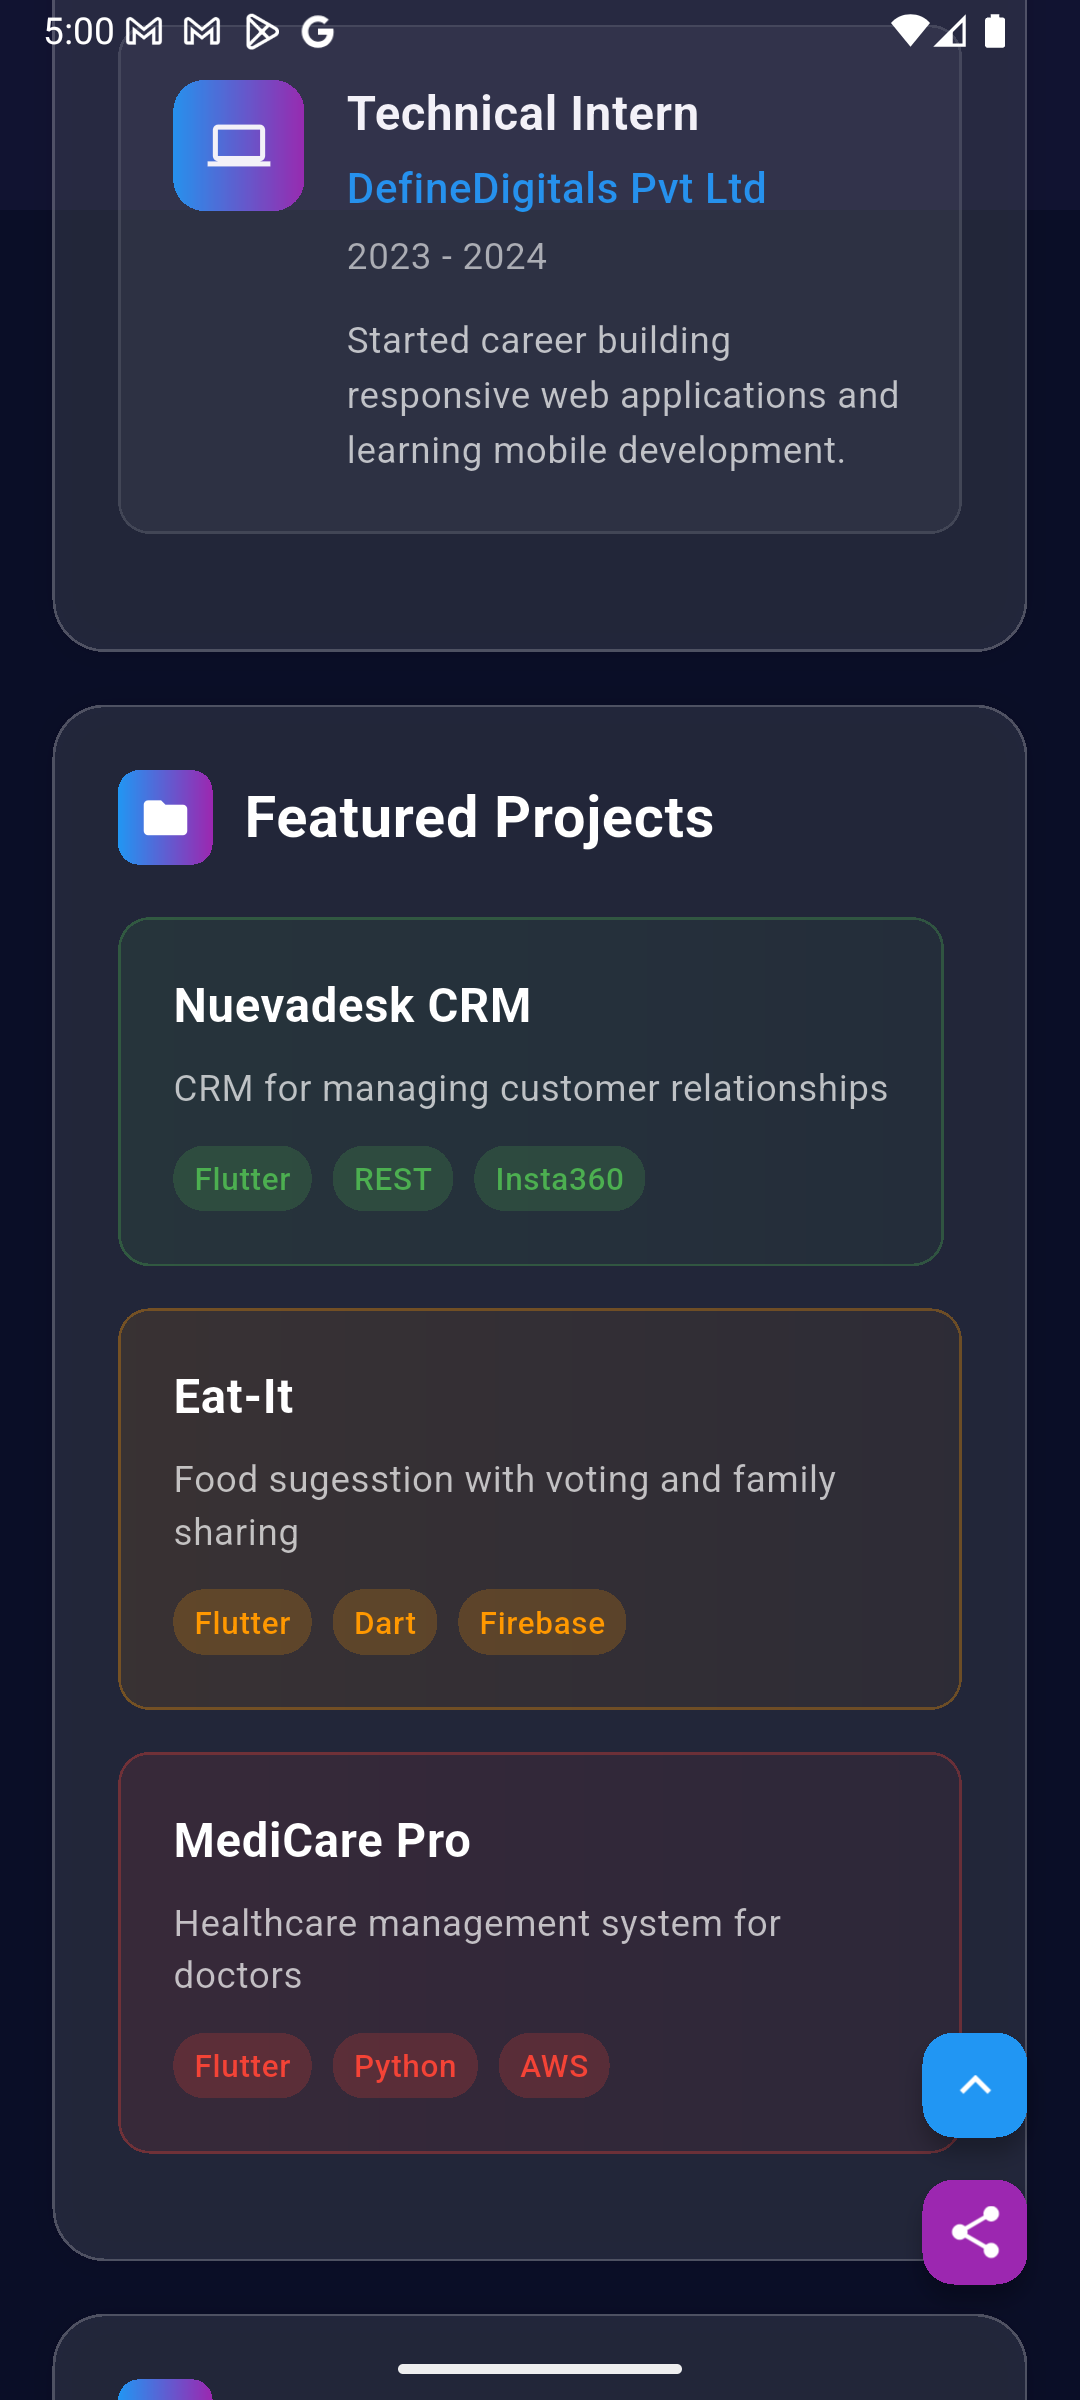 5:00
Technical Intern
DefineDigitals Pvt Ltd
2023 - 2024
Started career building
responsive web applications and
learning mobile development.
Featured Projects
Nuevadesk CRM
CRM for managing customer relationships
Flutter REST Insta360
Eat-It
Food sugesstion with voting and family
sharing
Flutter Dart Firebase
MediCare Pro
Healthcare management system for
doctors
Flutter Python AWS